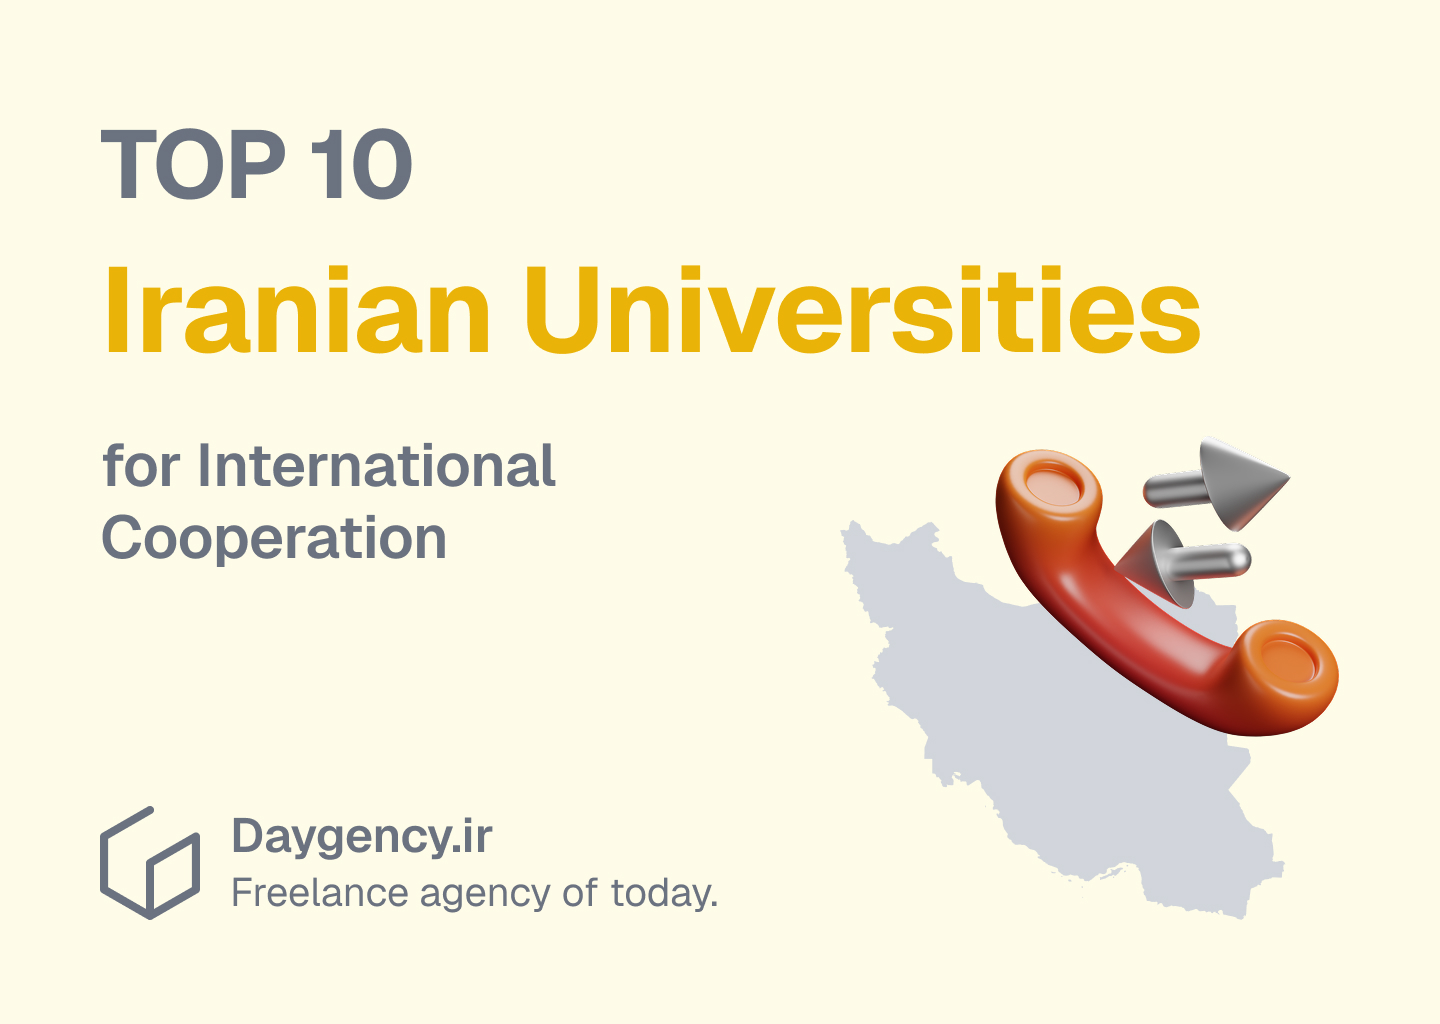 TOP 10
Iranian Universities
for International
Cooperation
Daygency.ir
Freelance agency of today.